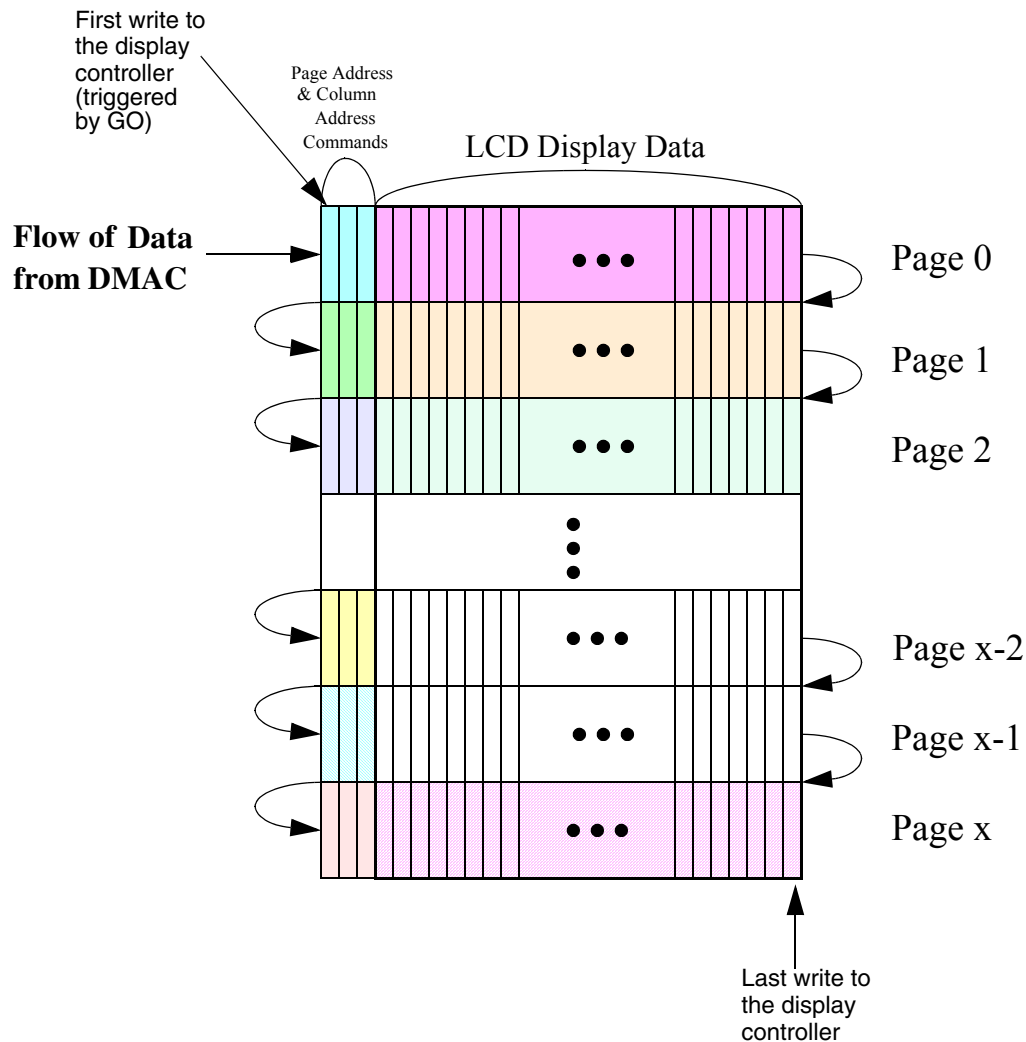 First write to
the display
controller
(triggered
by GO)
Page Address
& Column
Address
Commands
LCD Display Data
Flow of Data
from DMAC
Page 0
Page 1
Page 2
Page x-2
Page x-1
Page x
Last write to
the display
controller